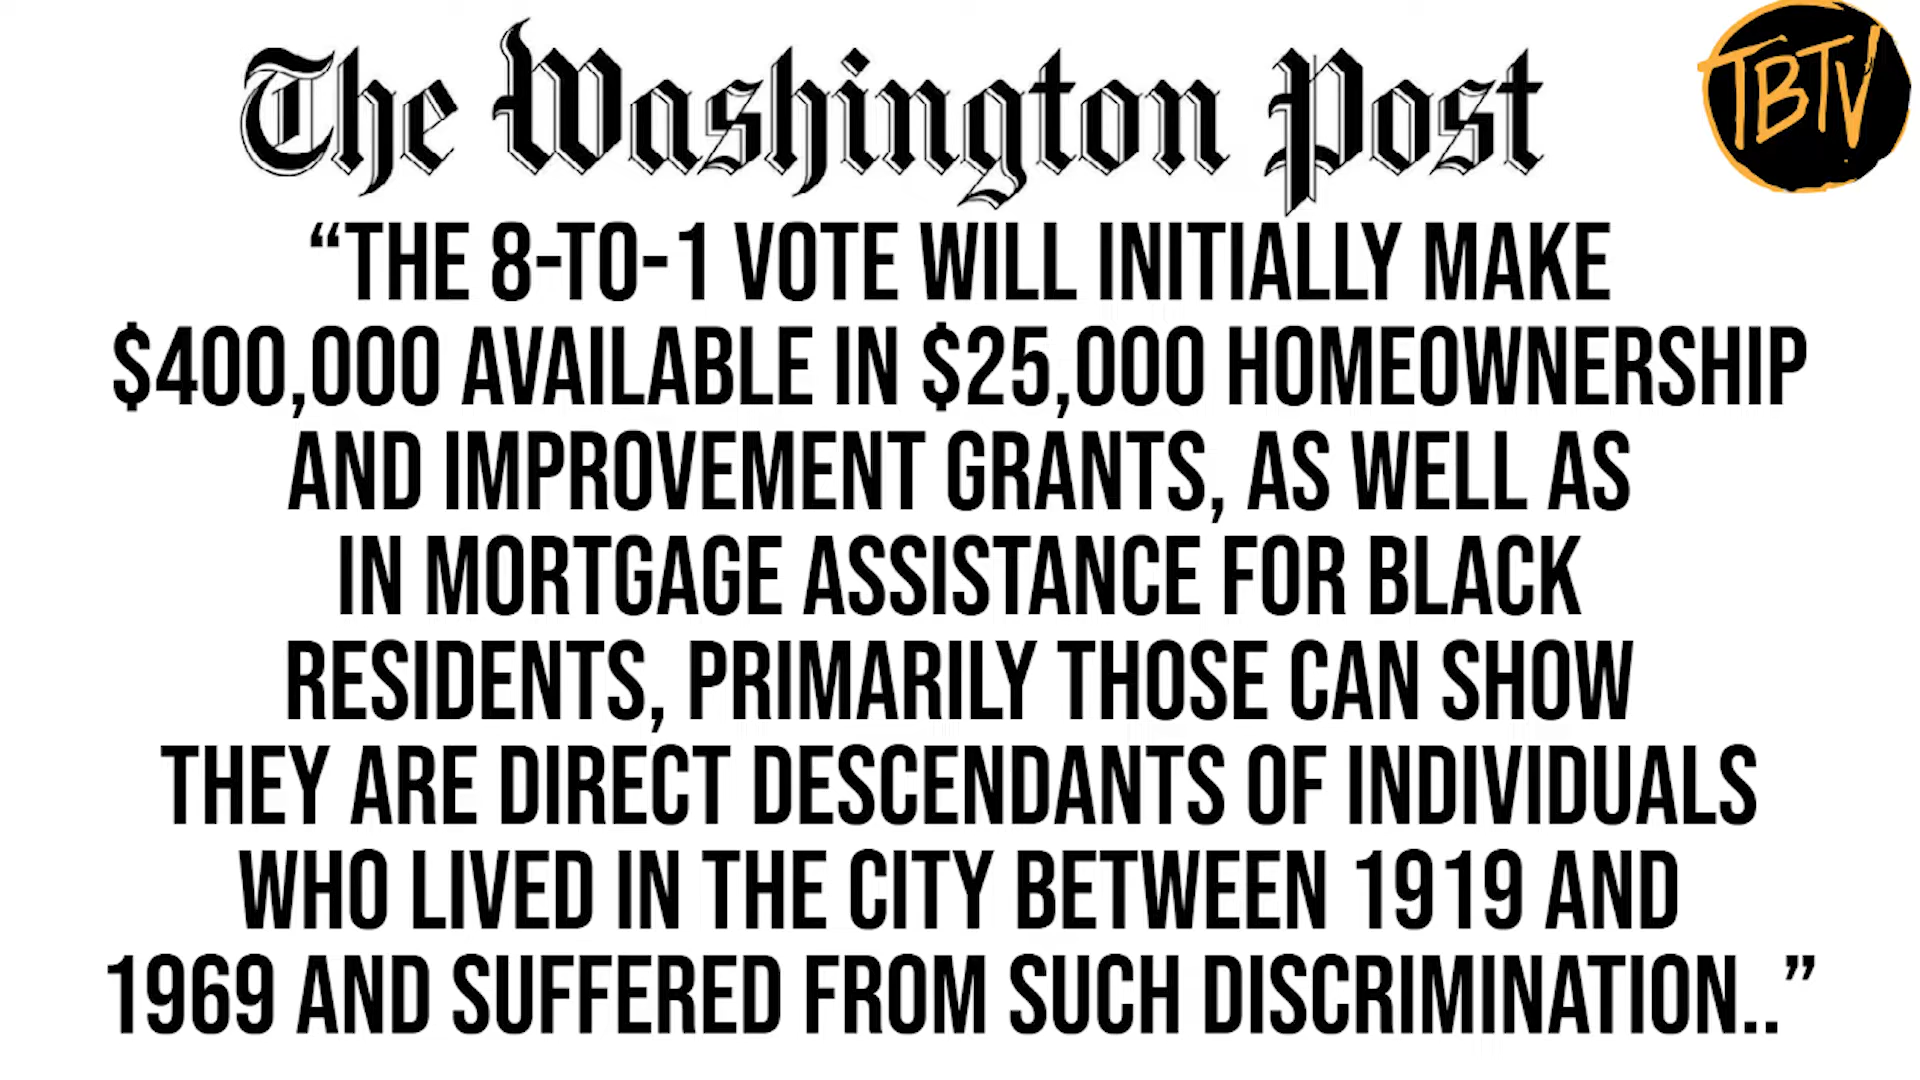 The Washington Post
TBTV
“THE 8-TO-1 VOTE WILL INITIALLY MAKE
$400,000 AVAILABLE IN $25,000 HOMEOWNERSHIP
AND IMPROVEMENT GRANTS, AS WELL AS
IN MORTGAGE ASSISTANCE FOR BLACK
RESIDENTS, PRIMARILY THOSE CAN SHOW
THEY ARE DIRECT DESCENDANTS OF INDIVIDUALS
WHO LIVED IN THE CITY BETWEEN 1919 AND
1969 AND SUFFERED FROM SUCH DISCRIMINATION..”